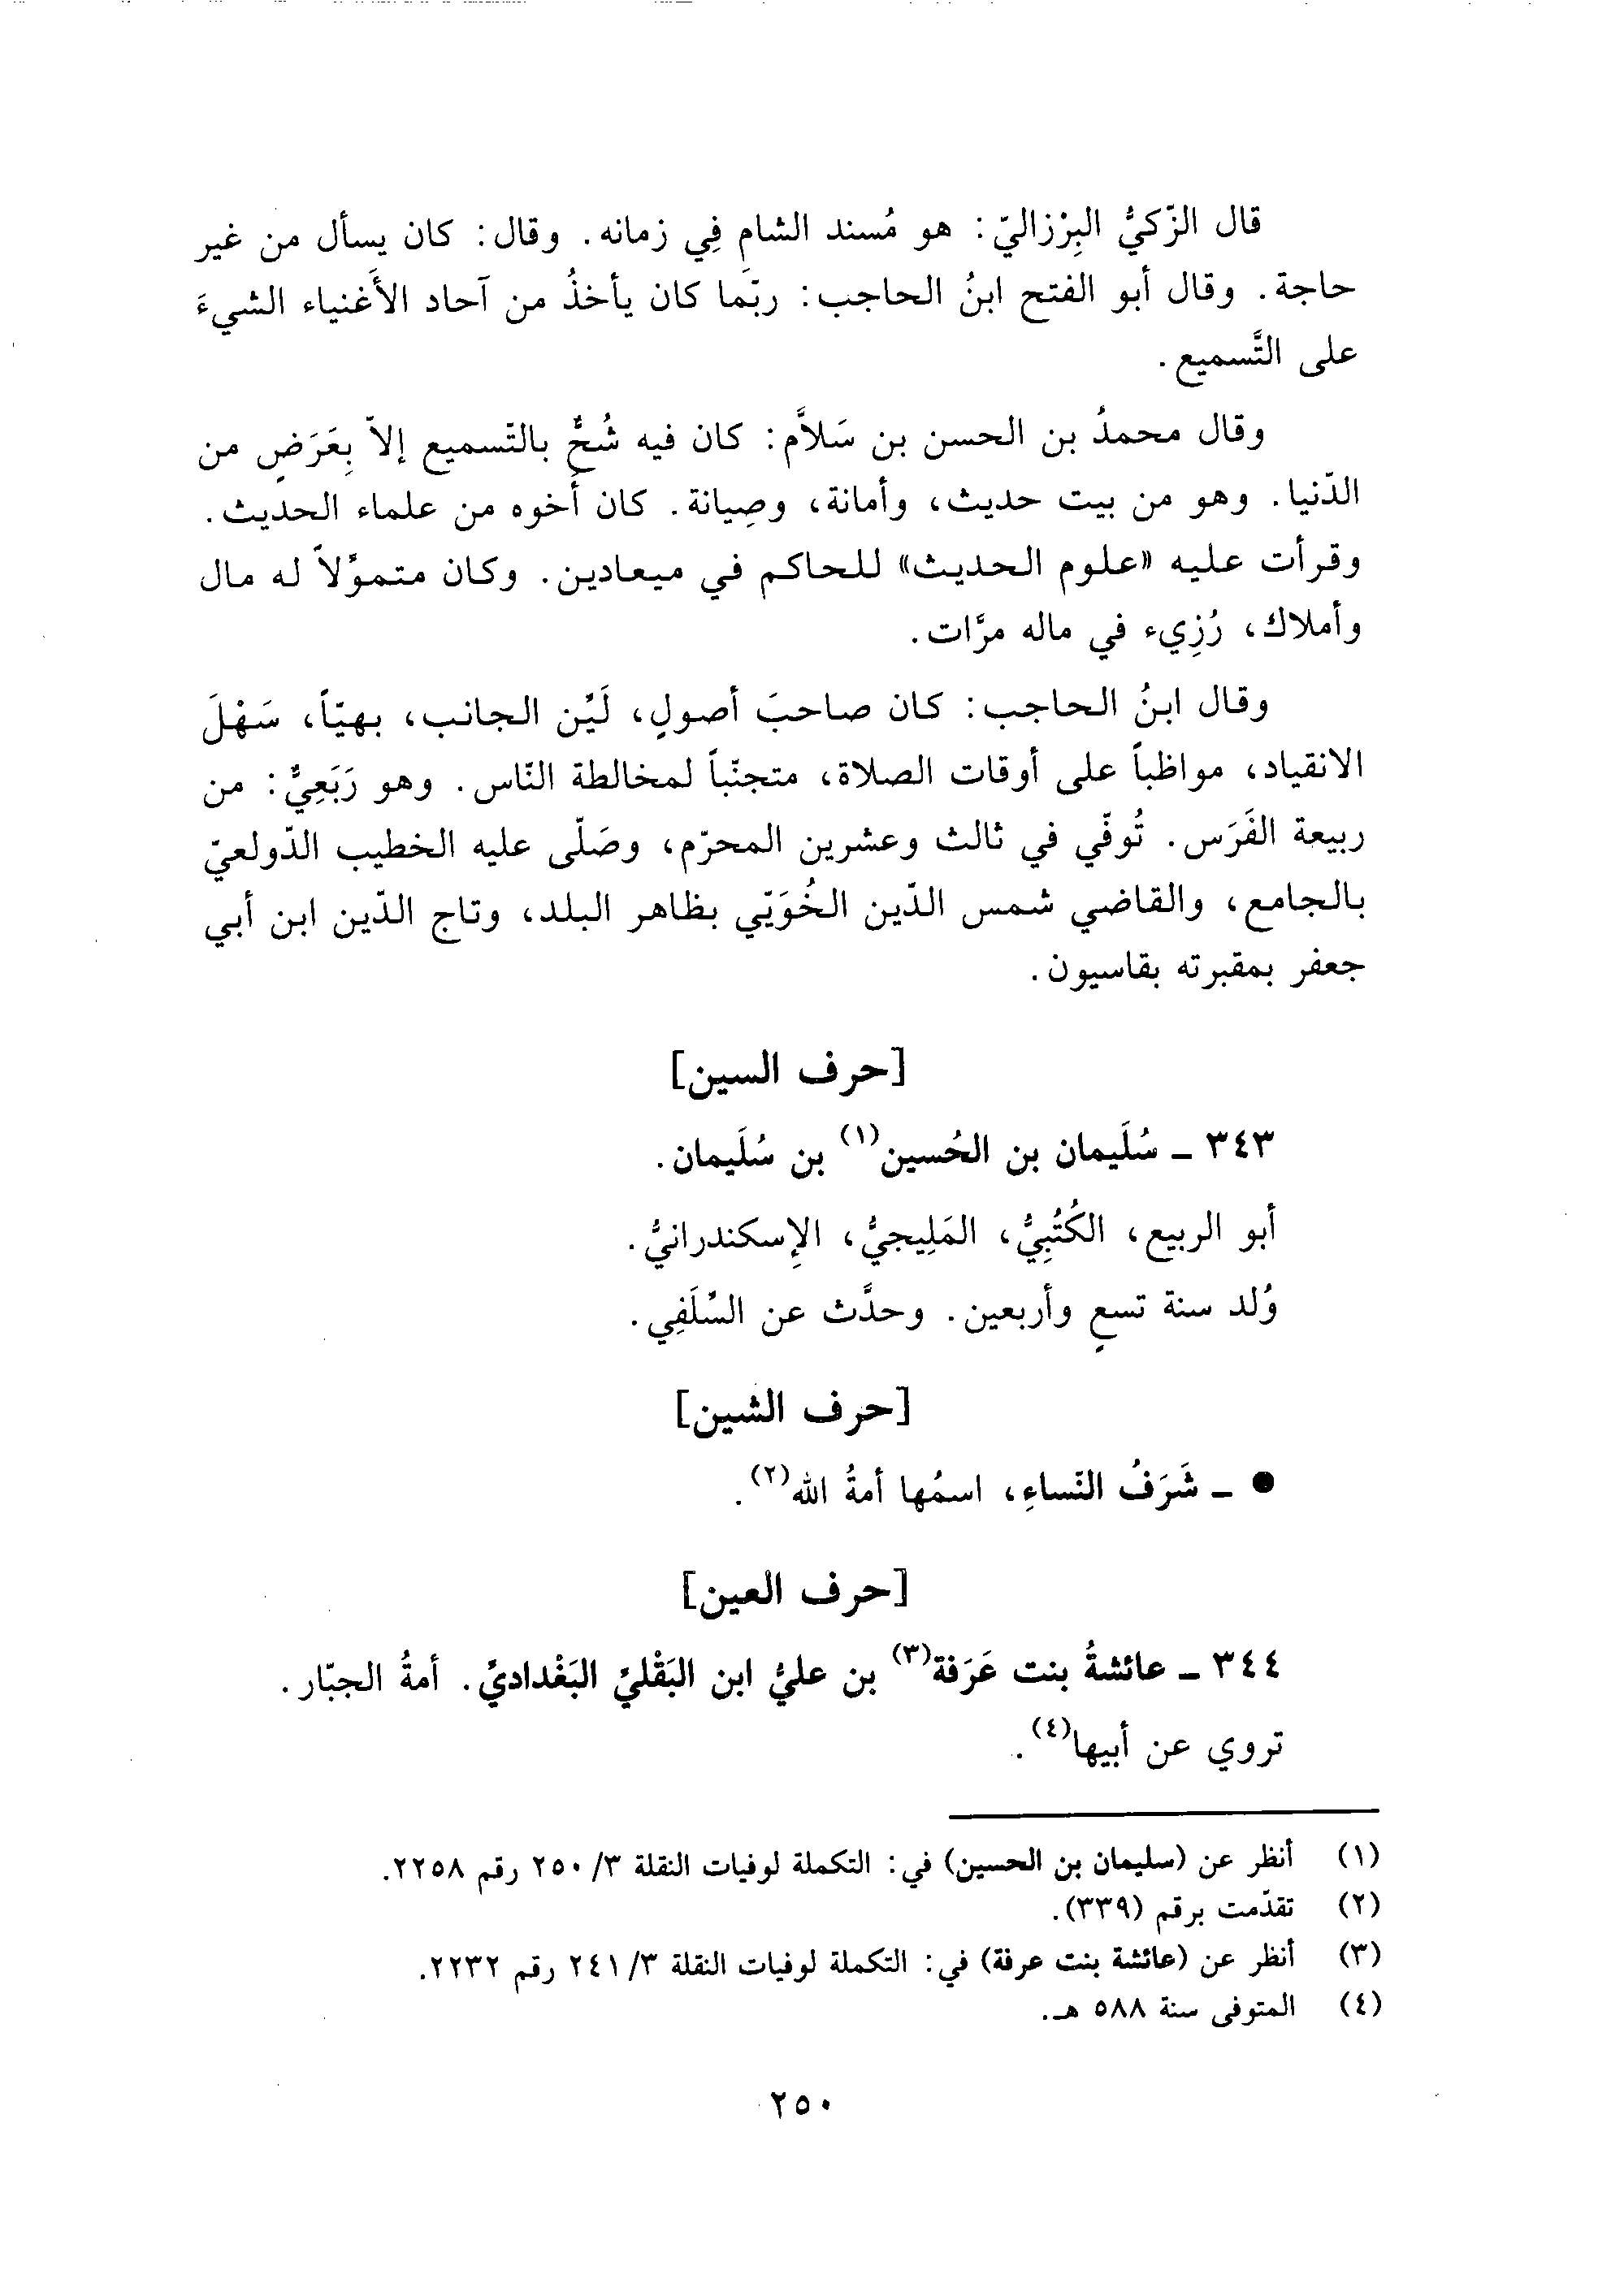 قال الزّكيُّ البِرْزاليّ: هو مُسند الشام فِي زمانه. وقال: كان يسأل من غير
حاجة. وقال أبو الفتح ابنُ الحاجب: ربّما كان يأخذُ من آحاد الأَغنياء الشيءَ
على التَّسميع.
وقال محمدُ بن الحسن بن سَلاَّم: كان فيه شُحٌّ بالتّسميع إلاّ بِعَرَضٍ من
الدّنيا. وهو من بيت حديث، وأمانة، وصِيانة. كان أخوه من علماء الحديث.
وقرأت عليه «علوم الحديث» للحاكم في ميعادين. وكان متموِّلاً له مال
وأملاك، رُزِيء في ماله مرَّات.
وقال ابنُ الحاجب: كان صاحبَ أصولٍ، لَيِّن الجانب، بهيّاً، سَهْلَ
الانقياد، مواظباً على أوقات الصلاة، متجنّباً لمخالطة النّاس. وهو رَبَعِيٌّ: من
ربيعة الفَرَس. تُوفّي في ثالث وعشرين المحرّم، وصَلّى عليه الخطيب الدّولعيّ
بالجامع، والقاضي شمس الدّين الخُوَيّي بظاهر البلد، وتاج الدّين ابن أبي
جعفر بمقبرته بقاسيون.
[حرف السين]
٣٤٣ ـ سُلَيمان بن الحُسين(١) بن سُلَيمان.
أبو الربيع، الكُتُبِيُّ، المَلِيجيُّ، الإسكندرانيُّ.
وُلد سنة تسعٍ وأربعين. وحدَّث عن السِّلَفِي.
[حرف الشين]
● ـ شَرَفُ النّساءِ، اسمُها أمةُ الله(٢).
[حرف العين]
٣٤٤ ـ عائشةُ بنت عَرَفة(٣) بن عليُّ ابن البَقْليِّ البَغْداديِّ. أمةُ الجبّار.
تروي عن أبيها(٤).
(١) أنظر عن (سليمان بن الحسين) في: التكملة لوفيات النقلة ٢٥٠/٣ رقم ٢٢٥٨.
(٢) تقدّمت برقم (٣٣٩).
(٣) أنظر عن (عائشة بنت عرفة) في: التكملة لوفيات النقلة ٢٤١/٣ رقم ٢٢٣٢.
(٤) المتوفى سنة ٥٨٨ هـ.
٢٥٠